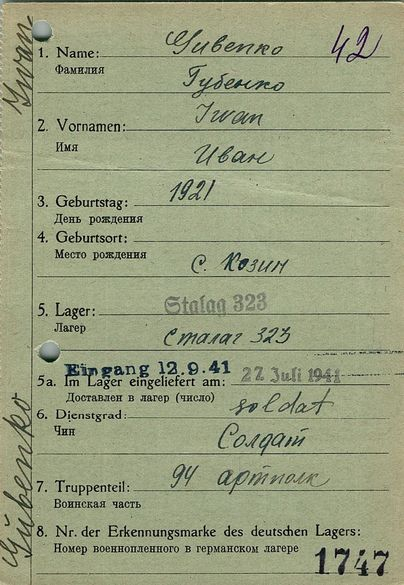 Iwan
Gubenko
42
1. Name: Gubenko
Фамилия
Губенко
2. Vornamen: Iwan
Имя
Иван
3. Geburtstag: 1921
День рождения
4. Geburtsort:
Место рождения
с. Козин
5. Lager: Stalag 323
Лагер
Сталаг 323
Eingang 12.9.41
5a. Im Lager eingeliefert am: 27. Juli 1941
Доставлен в лагер (число)
6. Dienstgrad: soldat
Чин
Солдат
94 артполк
7. Truppenteil:
Воинская часть
8. Nr. der Erkennungsmarke des deutschen Lagers:
Номер военнопленного в германском лагере
1747